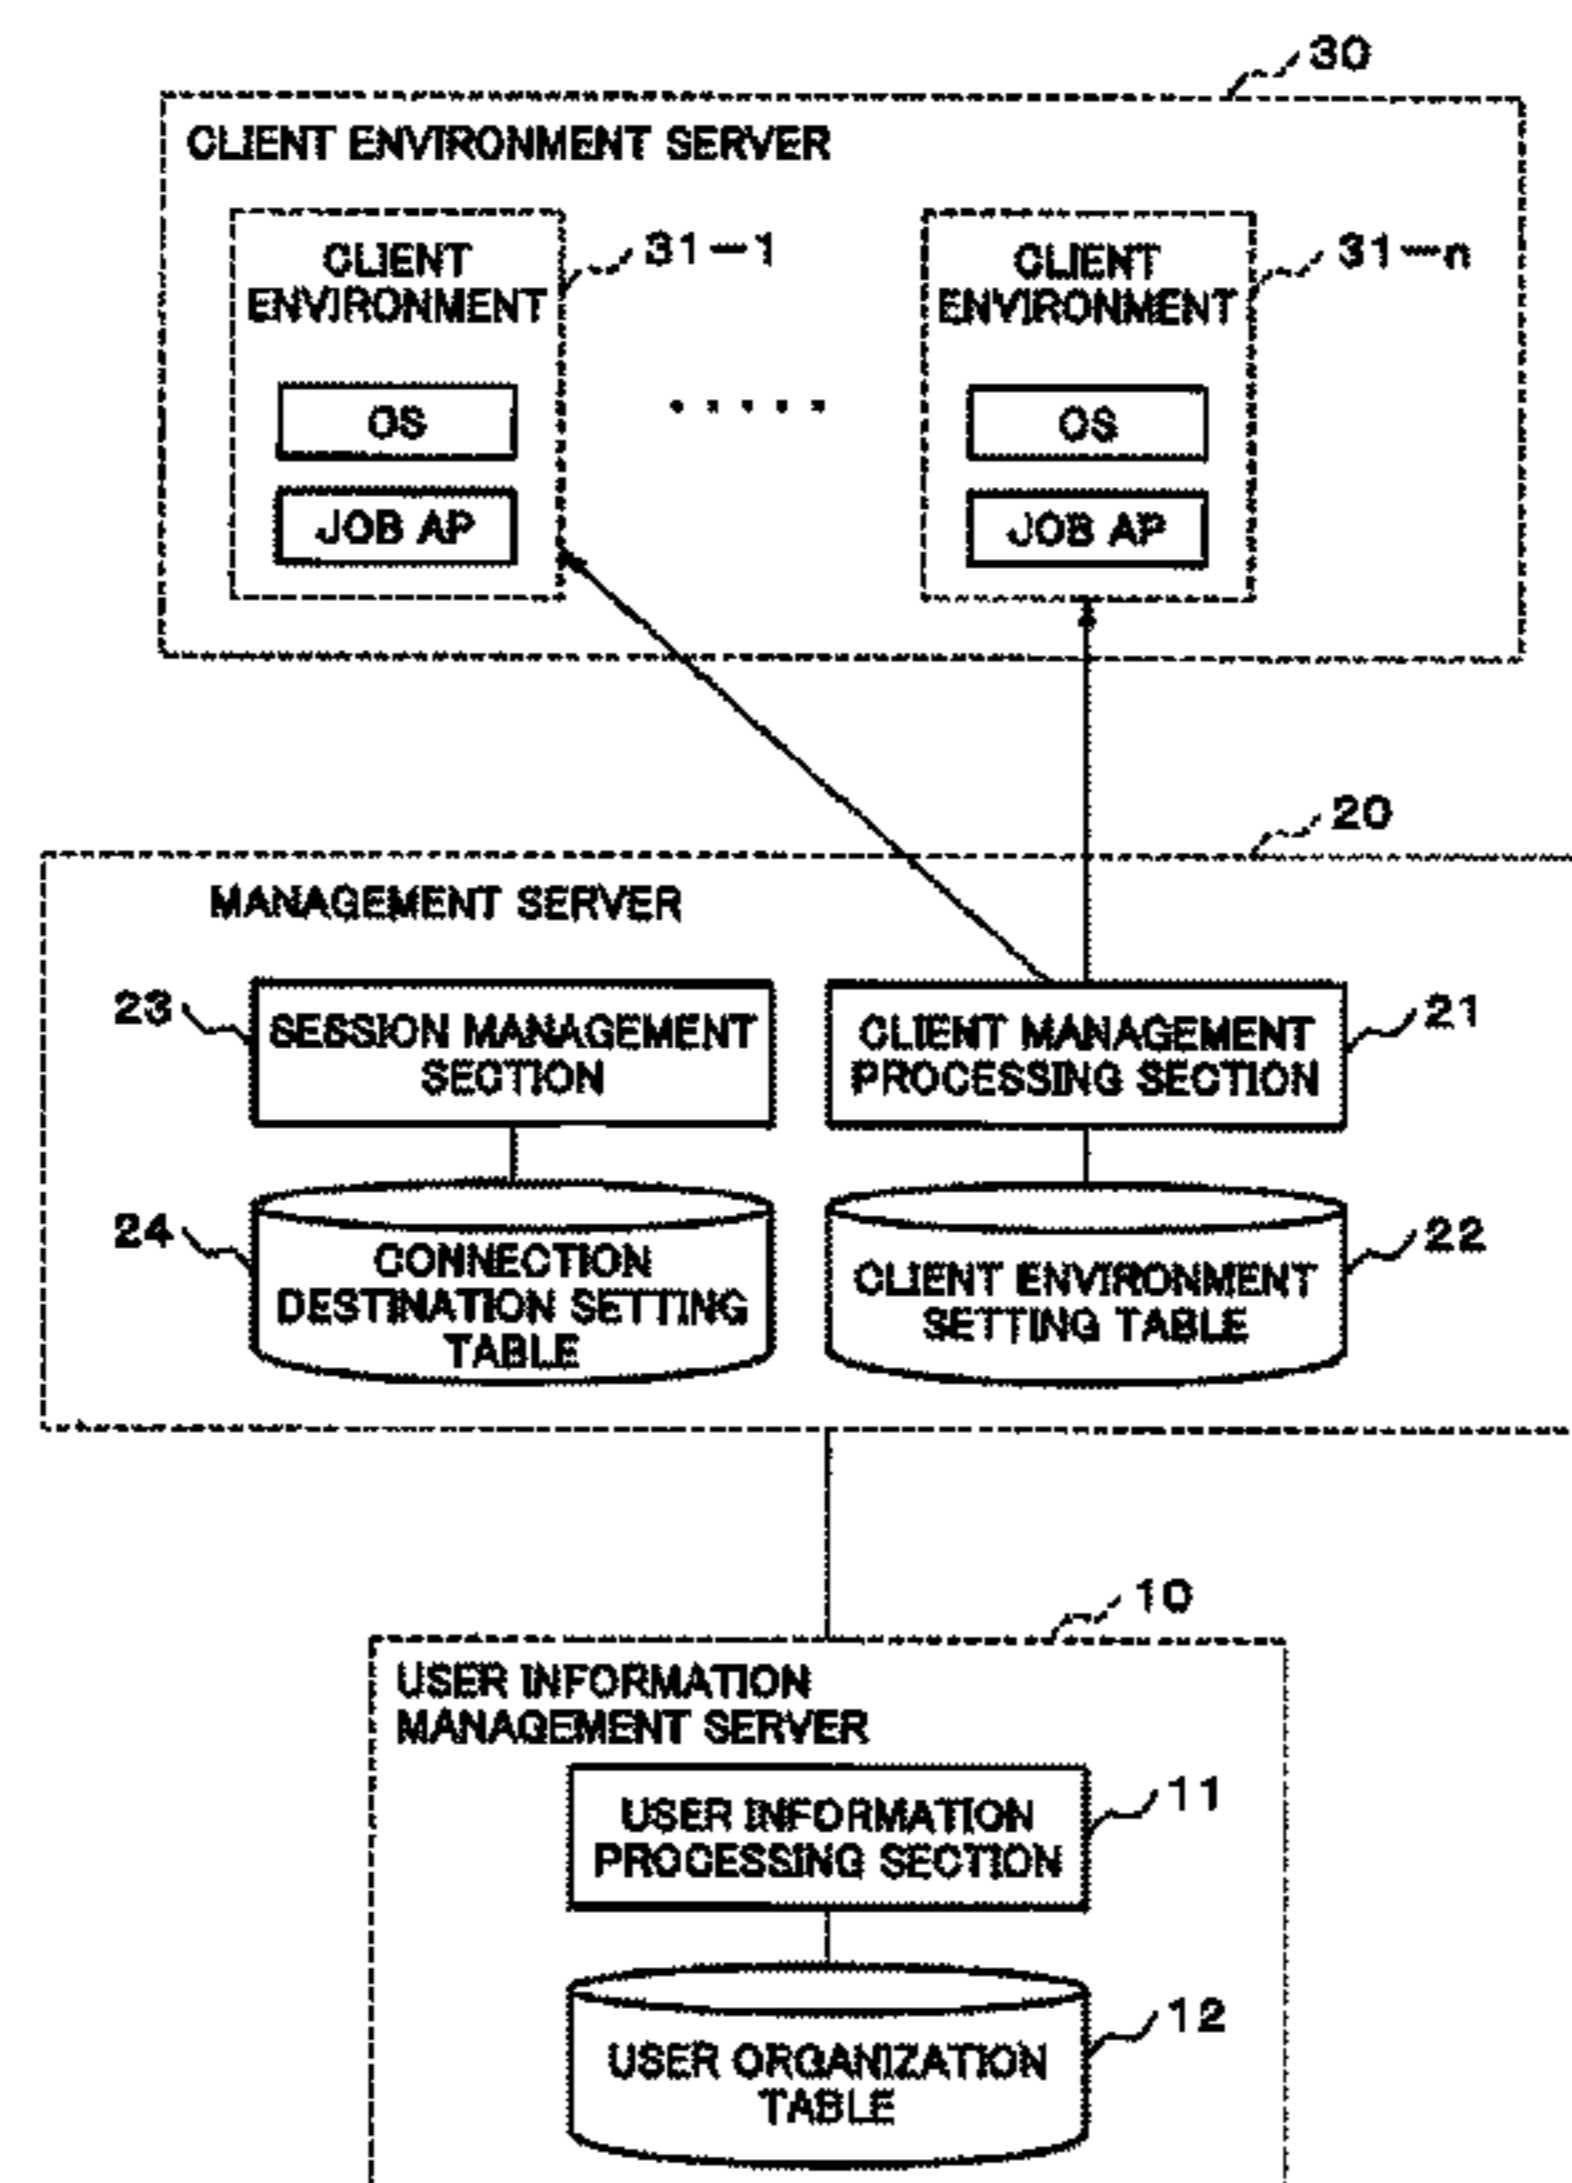 30
CLIENT ENVIRONMENT SERVER
CLIENT
ENVIRONMENT
31-1
CLIENT
ENVIRONMENT
31-n
OS
JOB AP
OS
JOB AP
20
MANAGEMENT SERVER
23
SESSION MANAGEMENT
SECTION
CLIENT MANAGEMENT
PROCESSING SECTION
21
24
CONNECTION
DESTINATION SETTING
TABLE
CLIENT ENVIRONMENT
SETTING TABLE
22
10
USER INFORMATION
MANAGEMENT SERVER
USER INFORMATION
PROCESSING SECTION
11
USER ORGANIZATION
TABLE
12